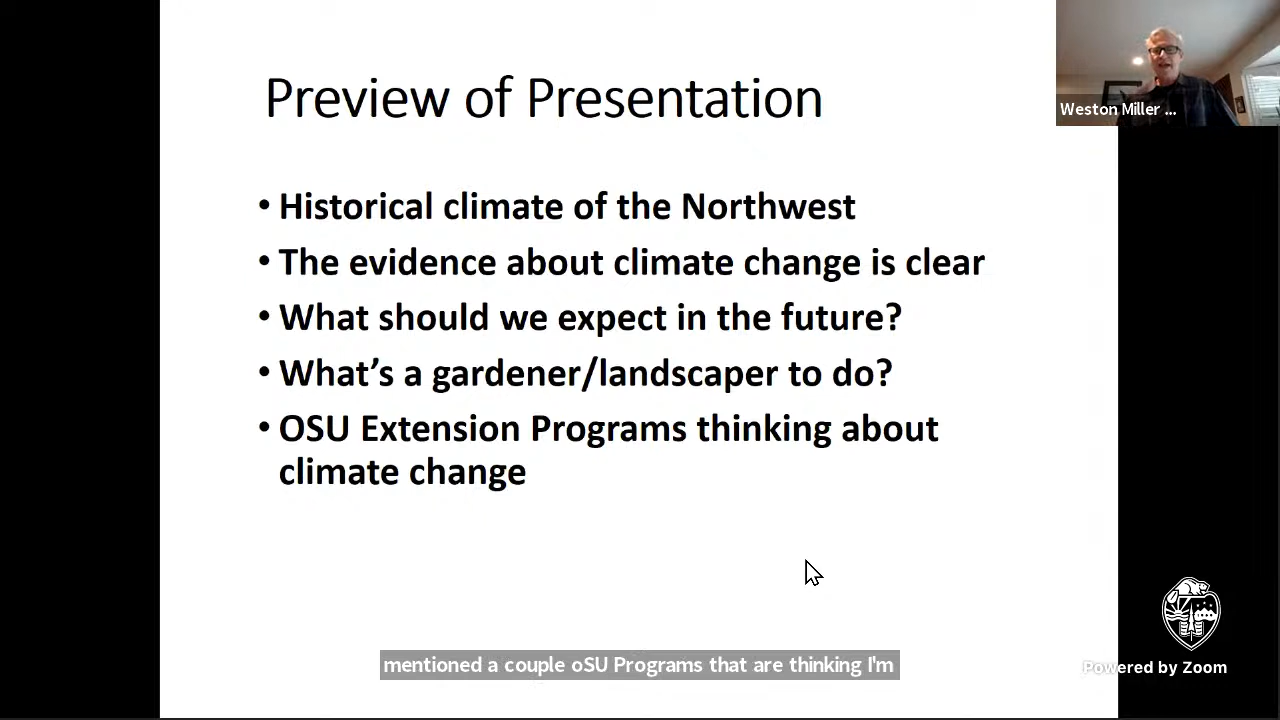 Preview of Presentation
Weston Miller ...
• Historical climate of the Northwest
• The evidence about climate change is clear
• What should we expect in the future?
• What's a gardener/landscaper to do?
• OSU Extension Programs thinking about
climate change
mentioned a couple oSU Programs that are thinking I'm
Powered by Zoom